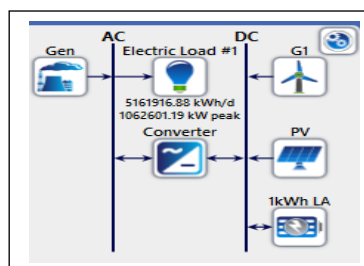 AC DC
Gen Electric Load #1 G1
5161916.88 kWh/d
1062601.19 kW peak
Converter PV
1kWh LA